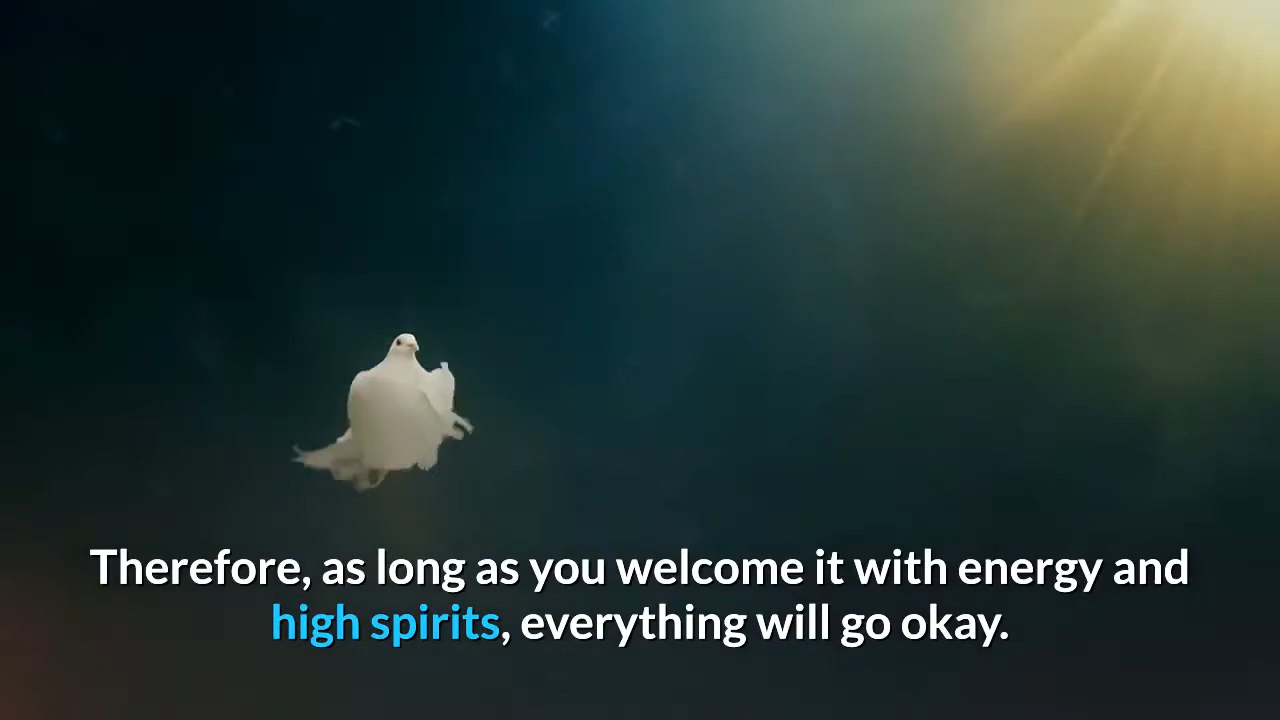 Therefore, as long as you welcome it with energy and
high spirits, everything will go okay.